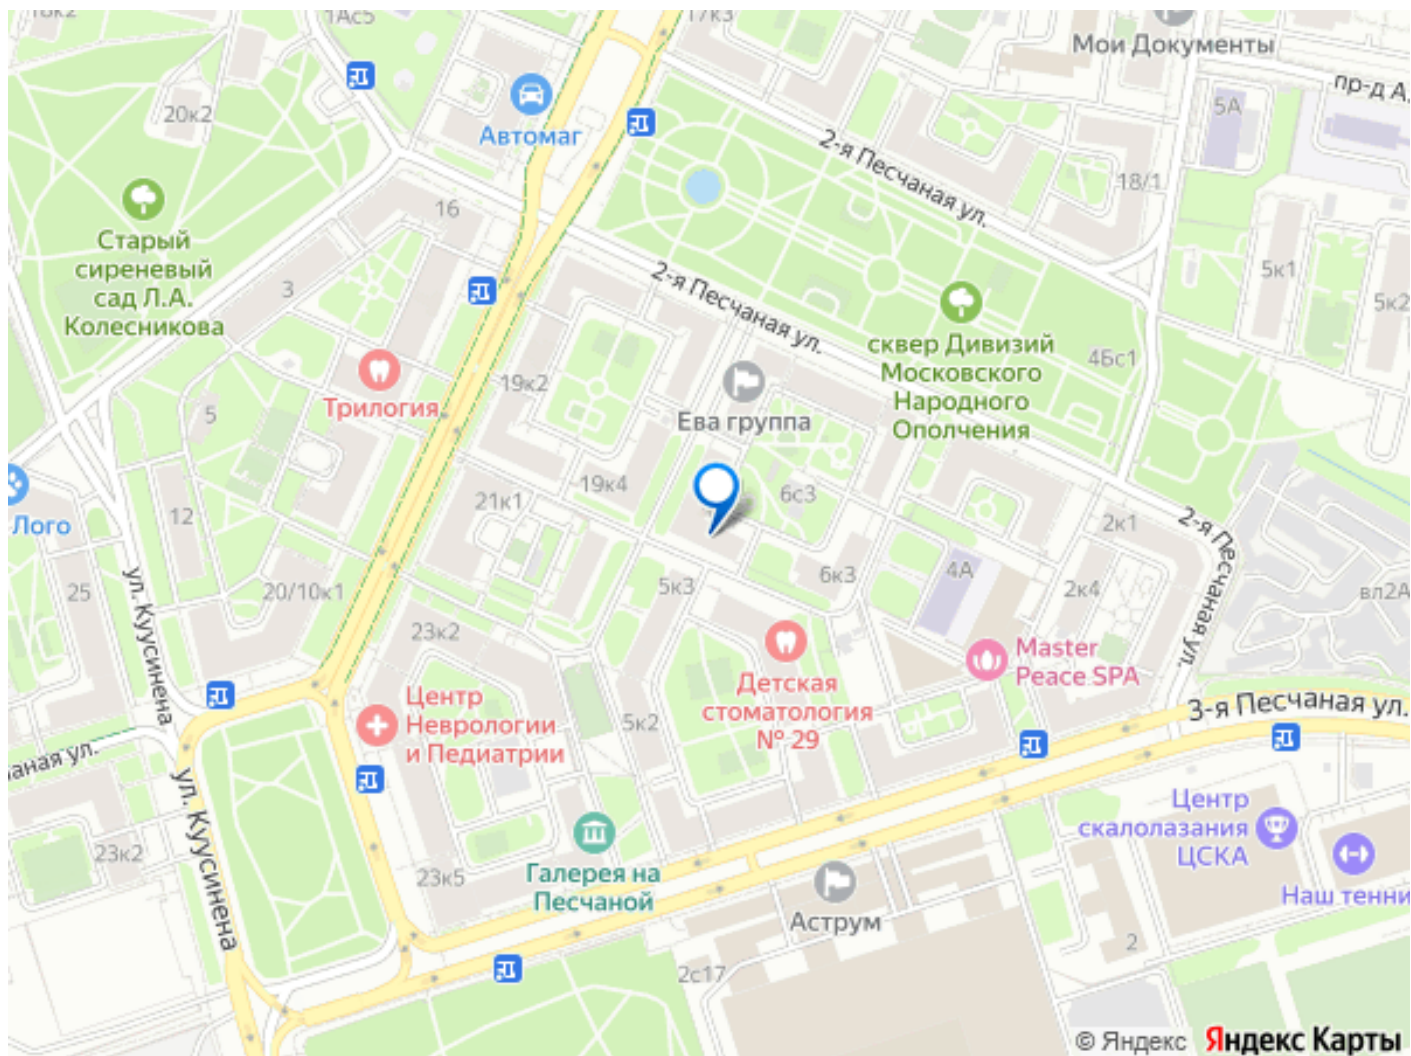 18к2
1Ас5
17к3
Мои Документы
пр-д А.
5А
20к2
Автомаг
2-я Песчаная ул.
18/1
16
Старый
сиреневый
сад Л.А.
Колесникова
3
5к1
5к2
2-я Песчаная ул.
сквер Дивизий
Московского
Народного
Ополчения
4Бс1
Трилогия
19к2
Ева группа
5
Лого
12
21к1
19к4
6с3
2к1
2-я Песчаная ул.
25
ул. Куусинена
20/10к1
23к2
5к3
6к3
4А
2к4
вл2А
Master
Peace SPA
Детская
стоматология
№ 29
Центр
Неврологии
и Педиатрии
5к2
3-я Песчаная ул.
аная ул.
ул. Куусинена
23к2
23к5
Галерея на
Песчаной
Аструм
Центр
скалолазания
ЦСКА
Наш тенни
2
2с17
© Яндекс Яндекс Карты